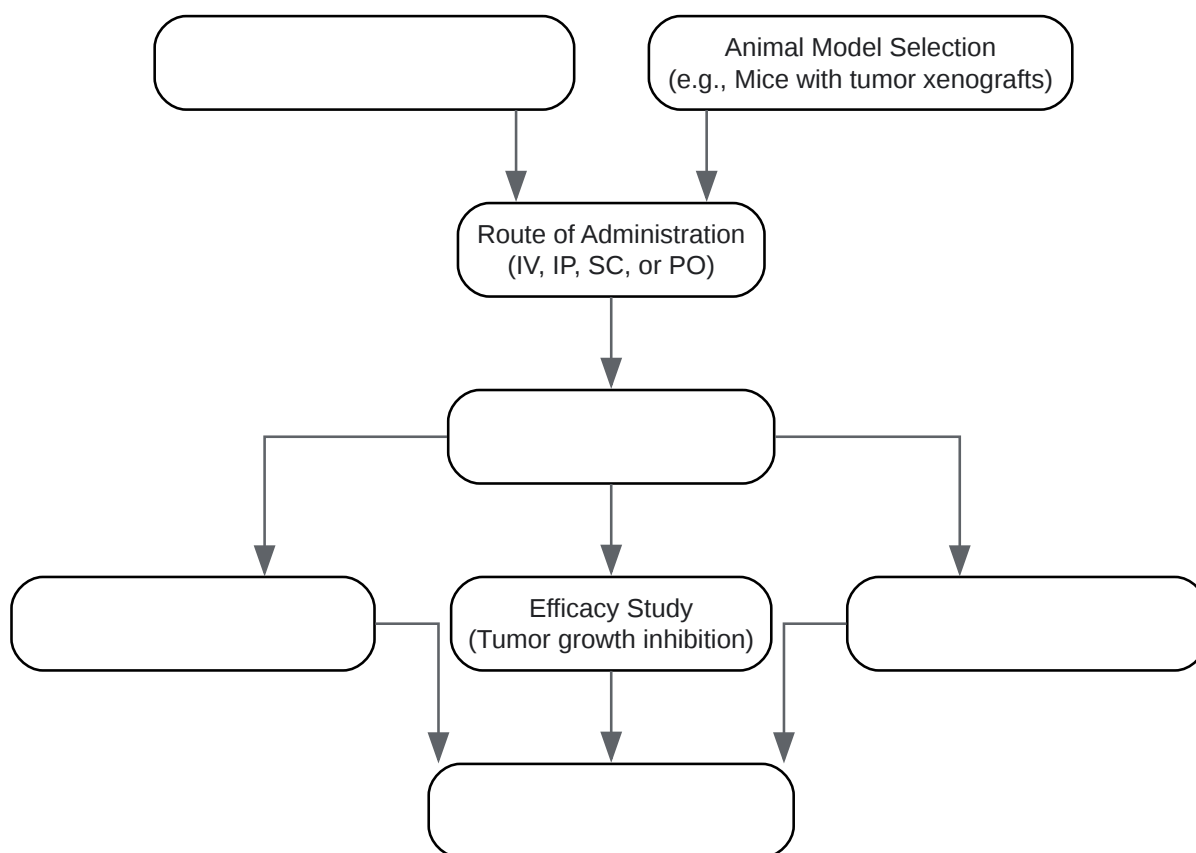 Animal Model Selection
(e.g., Mice with tumor xenografts)
Route of Administration
(IV, IP, SC, or PO)
Efficacy Study
(Tumor growth inhibition)